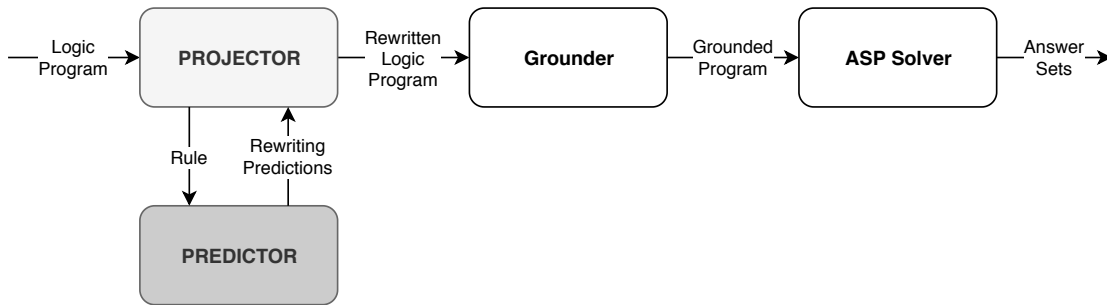 Logic
Program
PROJECTOR
Rewritten
Logic
Program
Grounder
Grounded
Program
ASP Solver
Answer
Sets
Rule
Rewriting
Predictions
PREDICTOR